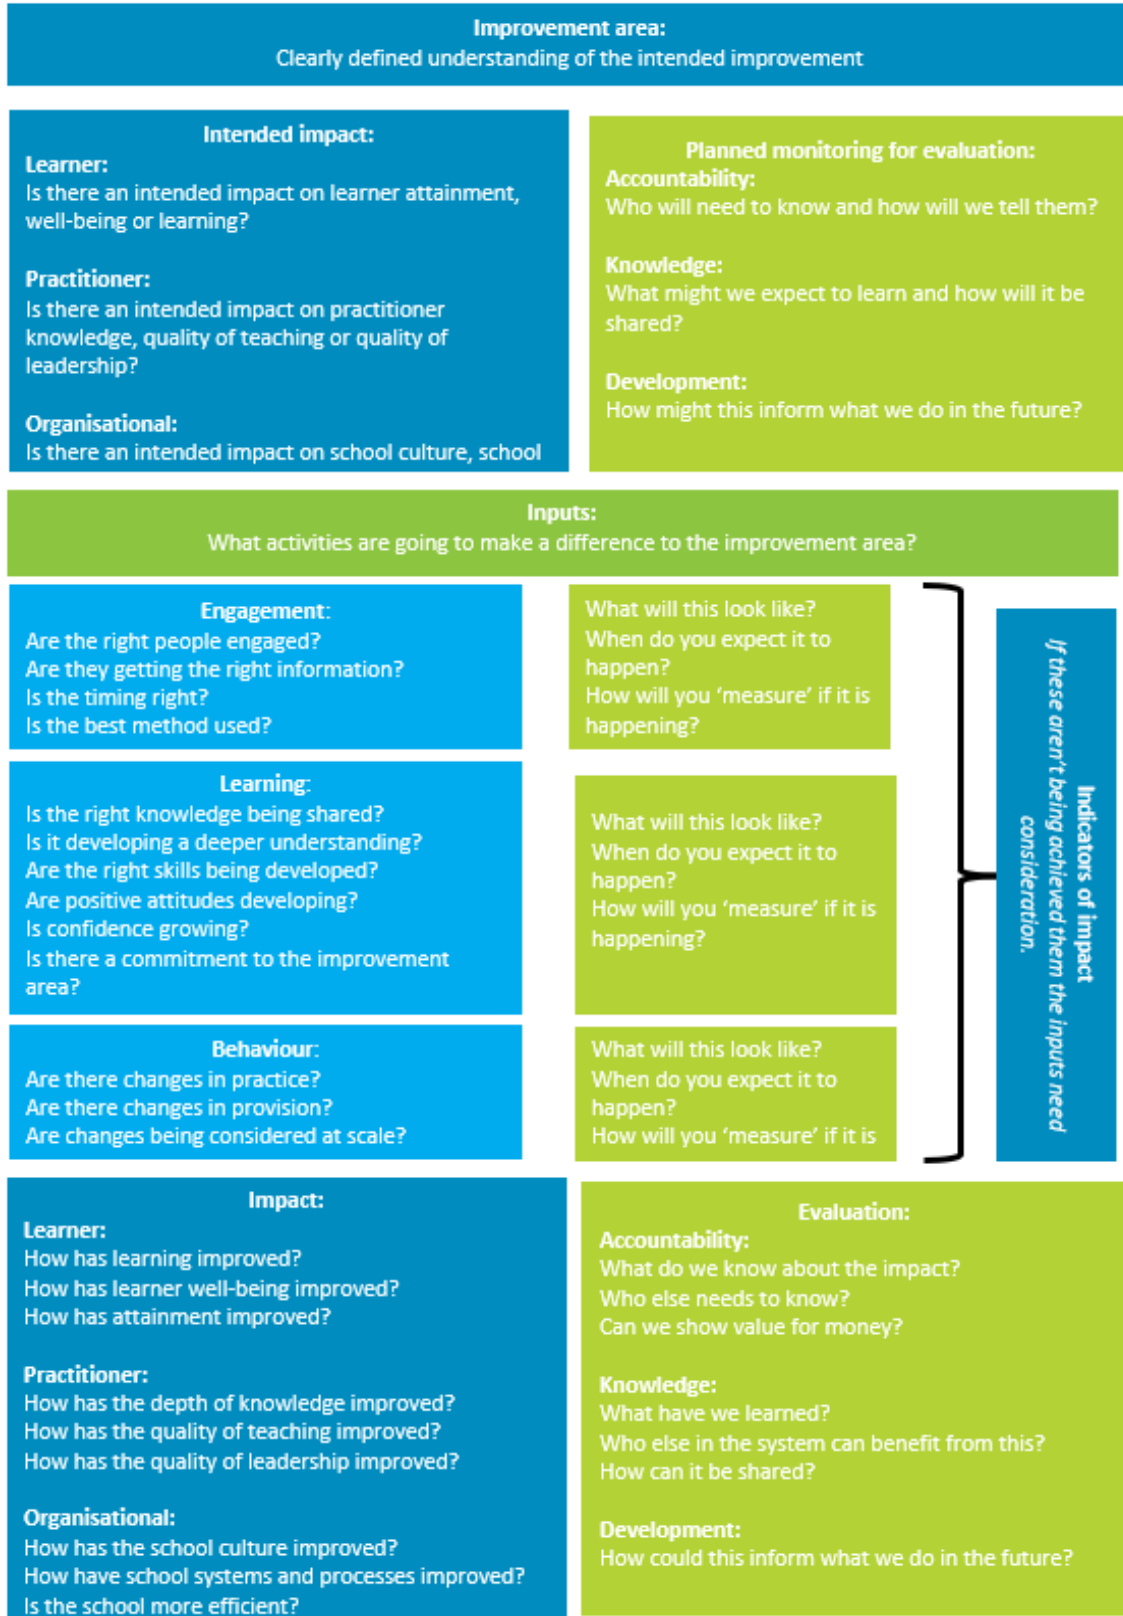 Improvement area:
Clearly defined understanding of the intended improvement
Intended impact:
Learner:
Is there an intended impact on learner attainment,
well-being or learning?
Practitioner:
Is there an intended impact on practitioner
knowledge, quality of teaching or quality of
leadership?
Organisational:
Is there an intended impact on school culture, school
Planned monitoring for evaluation:
Accountability:
Who will need to know and how will we tell them?
Knowledge:
What might we expect to learn and how will it be
shared?
Development:
How might this inform what we do in the future?
Inputs:
What activities are going to make a difference to the improvement area?
Engagement:
Are the right people engaged?
Are they getting the right information?
Is the timing right?
Is the best method used?
What will this look like?
When do you expect it to
happen?
How will you ‘measure’ if it is
happening?
Learning:
Is the right knowledge being shared?
Is it developing a deeper understanding?
Are the right skills being developed?
Are positive attitudes developing?
Is confidence growing?
Is there a commitment to the improvement
area?
What will this look like?
When do you expect it to
happen?
How will you ‘measure’ if it is
happening?
Behaviour:
Are there changes in practice?
Are there changes in provision?
Are changes being considered at scale?
What will this look like?
When do you expect it to
happen?
How will you ‘measure’ if it is
Indicators of impact
If these aren’t being achieved them the inputs need
consideration.
Impact:
Learner:
How has learning improved?
How has learner well-being improved?
How has attainment improved?
Practitioner:
How has the depth of knowledge improved?
How has the quality of teaching improved?
How has the quality of leadership improved?
Organisational:
How has the school culture improved?
How have school systems and processes improved?
Is the school more efficient?
Evaluation:
Accountability:
What do we know about the impact?
Who else needs to know?
Can we show value for money?
Knowledge:
What have we learned?
Who else in the system can benefit from this?
How can it be shared?
Development:
How could this inform what we do in the future?